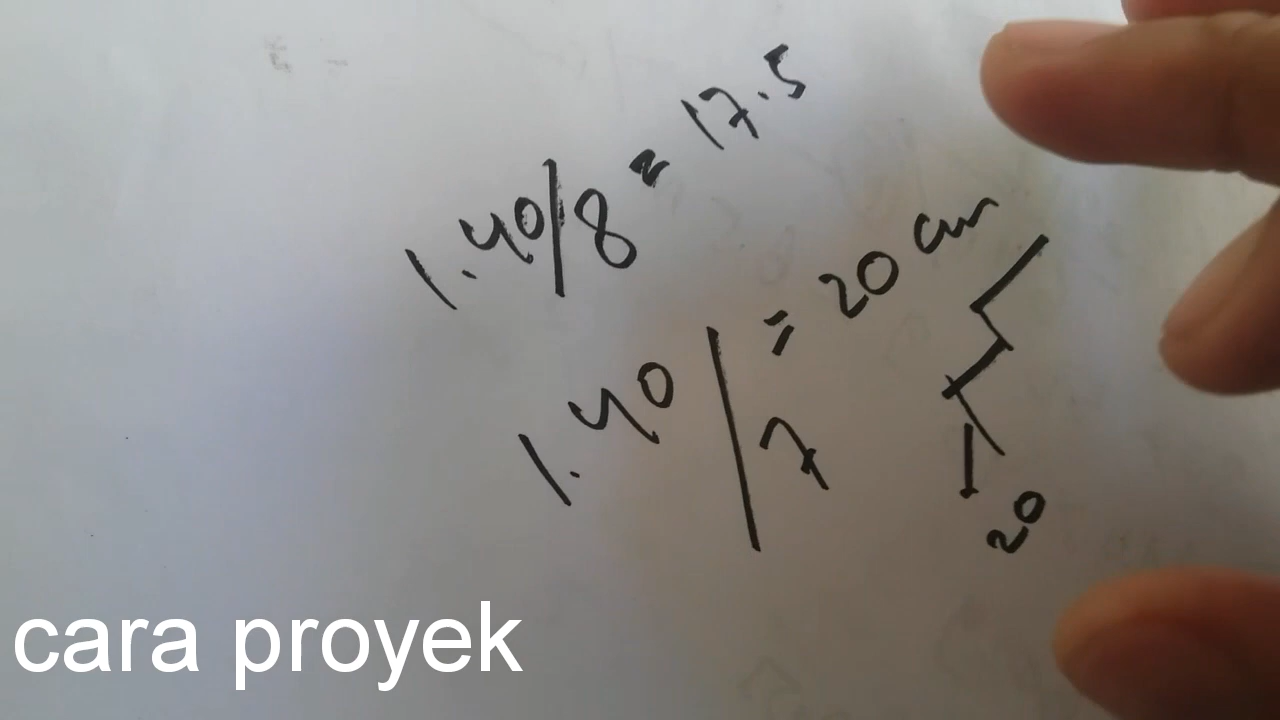 1.40/8 = 17.5
1.40/7 = 20 cm
20
cara proyek